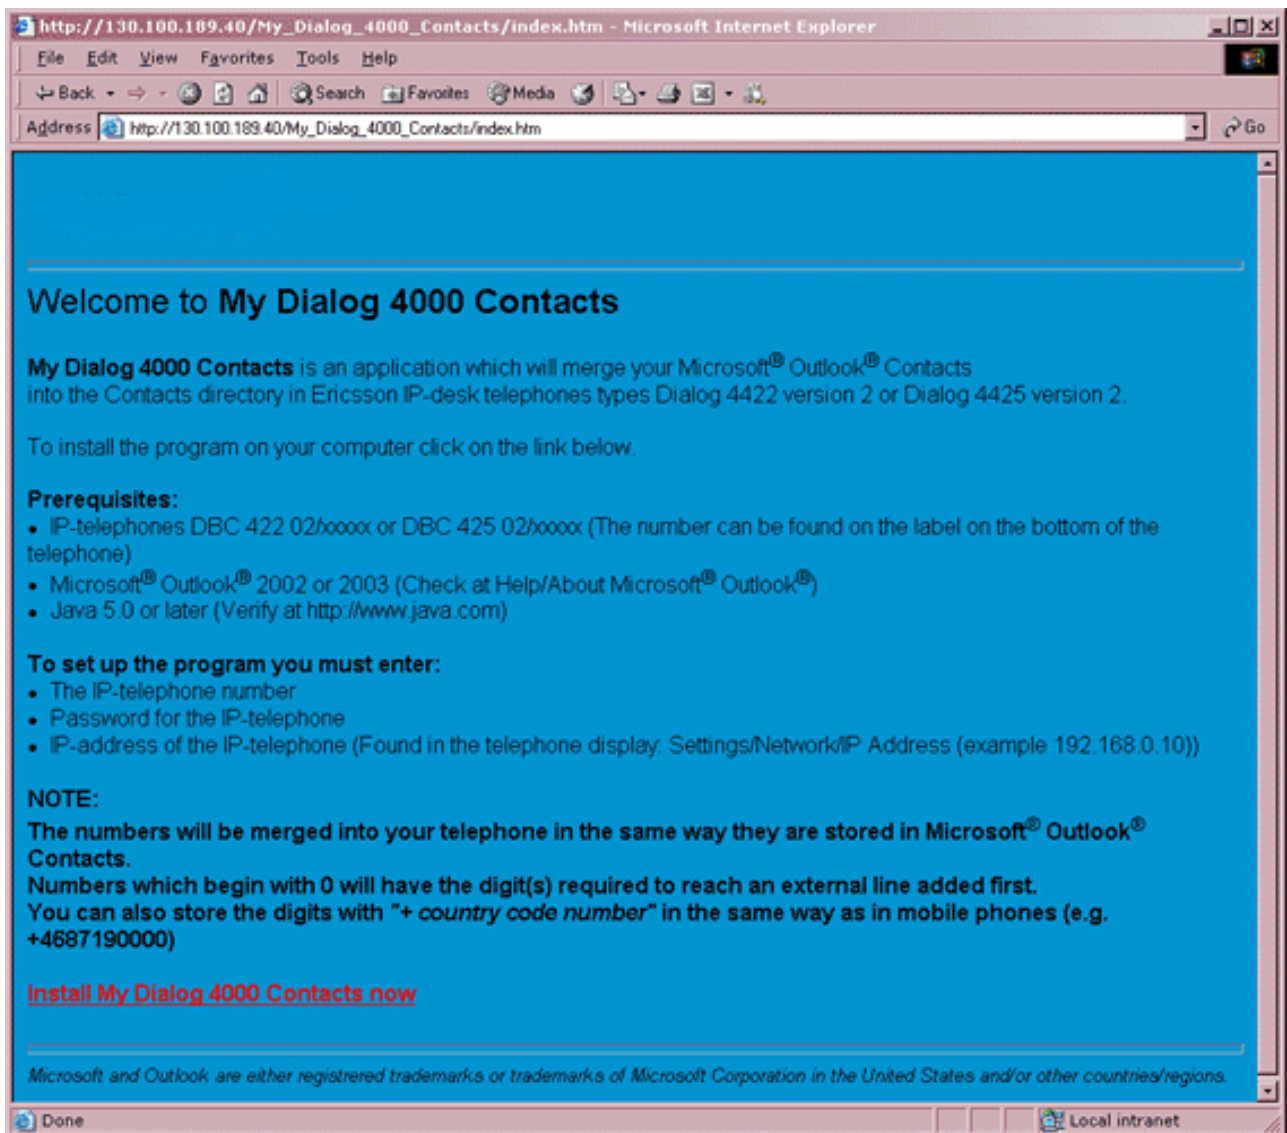 http://130.100.189.40/My_Dialog_4000_Contacts/index.htm - Microsoft Internet Explorer
File Edit View Favorites Tools Help
Back Search Favorites Media
Address http://130.100.189.40/My_Dialog_4000_Contacts/index.htm Go
Welcome to My Dialog 4000 Contacts
My Dialog 4000 Contacts is an application which will merge your Microsoft® Outlook® Contacts
into the Contacts directory in Ericsson IP-desk telephones types Dialog 4422 version 2 or Dialog 4425 version 2.
To install the program on your computer click on the link below.
Prerequisites:
• IP-telephones DBC 422 02/xxxxx or DBC 425 02/xxxxx (The number can be found on the label on the bottom of the
telephone)
• Microsoft® Outlook® 2002 or 2003 (Check at Help/About Microsoft® Outlook®)
• Java 5.0 or later (Verify at http://www.java.com)
To set up the program you must enter:
• The IP-telephone number
• Password for the IP-telephone
• IP-address of the IP-telephone (Found in the telephone display: Settings/Network/IP Address (example 192.168.0.10))
NOTE:
The numbers will be merged into your telephone in the same way they are stored in Microsoft® Outlook®
Contacts.
Numbers which begin with 0 will have the digit(s) required to reach an external line added first.
You can also store the digits with "+ country code number" in the same way as in mobile phones (e.g.
+4687190000)
Install My Dialog 4000 Contacts now
Microsoft and Outlook are either registrered trademarks or trademarks of Microsoft Corporation in the United States and/or other countries/regions.
Done Local intranet